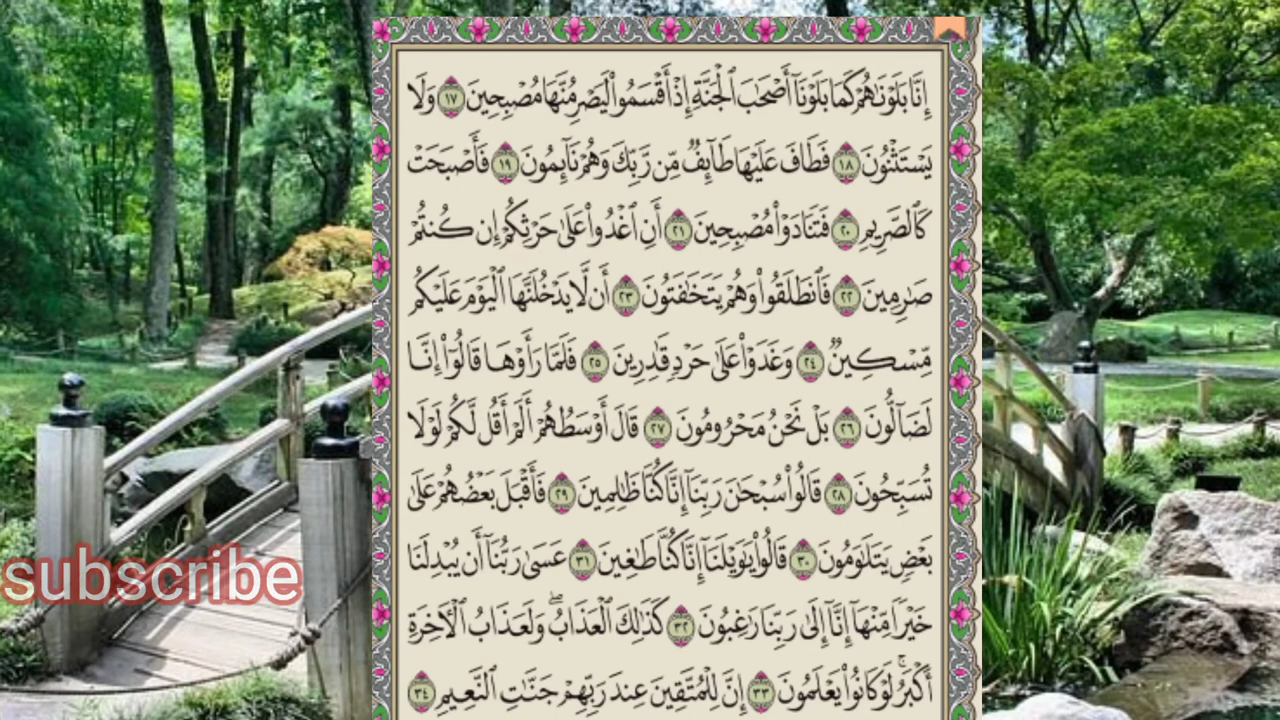 إِنَّا بَلَوْنَٰهُمْ كَمَا بَلَوْنَآ أَصْحَٰبَ ٱلْجَنَّةِ إِذْ أَقْسَمُوا۟ لَيَصْرِمُنَّهَا مُصْبِحِينَ ١٧ وَلَا
يَسْتَثْنُونَ ١٨ فَطَافَ عَلَيْهَا طَآئِفٌ مِّن رَّبِّكَ وَهُمْ نَآئِمُونَ ١٩ فَأَصْبَحَتْ
كَٱلصَّرِيمِ ٢٠ فَتَنَادَوْا۟ مُصْبِحِينَ ٢١ أَنِ ٱغْدُوا۟ عَلَىٰ حَرْثِكُمْ إِن كُنتُمْ
صَٰرِمِينَ ٢٢ فَٱنطَلَقُوا۟ وَهُمْ يَتَخَٰفَتُونَ ٢٣ أَن لَّا يَدْخُلَنَّهَا ٱلْيَوْمَ عَلَيْكُم
مِّسْكِينٌ ٢٤ وَغَدَوْا۟ عَلَىٰ حَرْدٍ قَٰدِرِينَ ٢٥ فَلَمَّا رَأَوْهَا قَالُوٓا۟ إِنَّا
لَضَآلُّونَ ٢٦ بَلْ نَحْنُ مَحْرُومُونَ ٢٧ قَالَ أَوْسَطُهُمْ أَلَمْ أَقُل لَّكُمْ لَوْلَا
تُسَبِّحُونَ ٢٨ قَالُوا۟ سُبْحَٰنَ رَبِّنَآ إِنَّا كُنَّا ظَٰلِمِينَ ٢٩ فَأَقْبَلَ بَعْضُهُمْ عَلَىٰ
بَعْضٍ يَتَلَٰوَمُونَ ٣٠ قَالُوا۟ يَٰوَيْلَنَآ إِنَّا كُنَّا طَٰغِينَ ٣١ عَسَىٰ رَبُّنَآ أَن يُبْدِلَنَا
خَيْرًا مِّنْهَآ إِنَّآ إِلَىٰ رَبِّنَا رَٰغِبُونَ ٣٢ كَذَٰلِكَ ٱلْعَذَابُ ۖ وَلَعَذَابُ ٱلْءَاخِرَةِ
أَكْبَرُ ۚ لَوْ كَانُوا۟ يَعْلَمُونَ ٣٣ إِنَّ لِلْمُتَّقِينَ عِندَ رَبِّهِمْ جَنَّٰتِ ٱلنَّعِيمِ ٣٤
subscribe